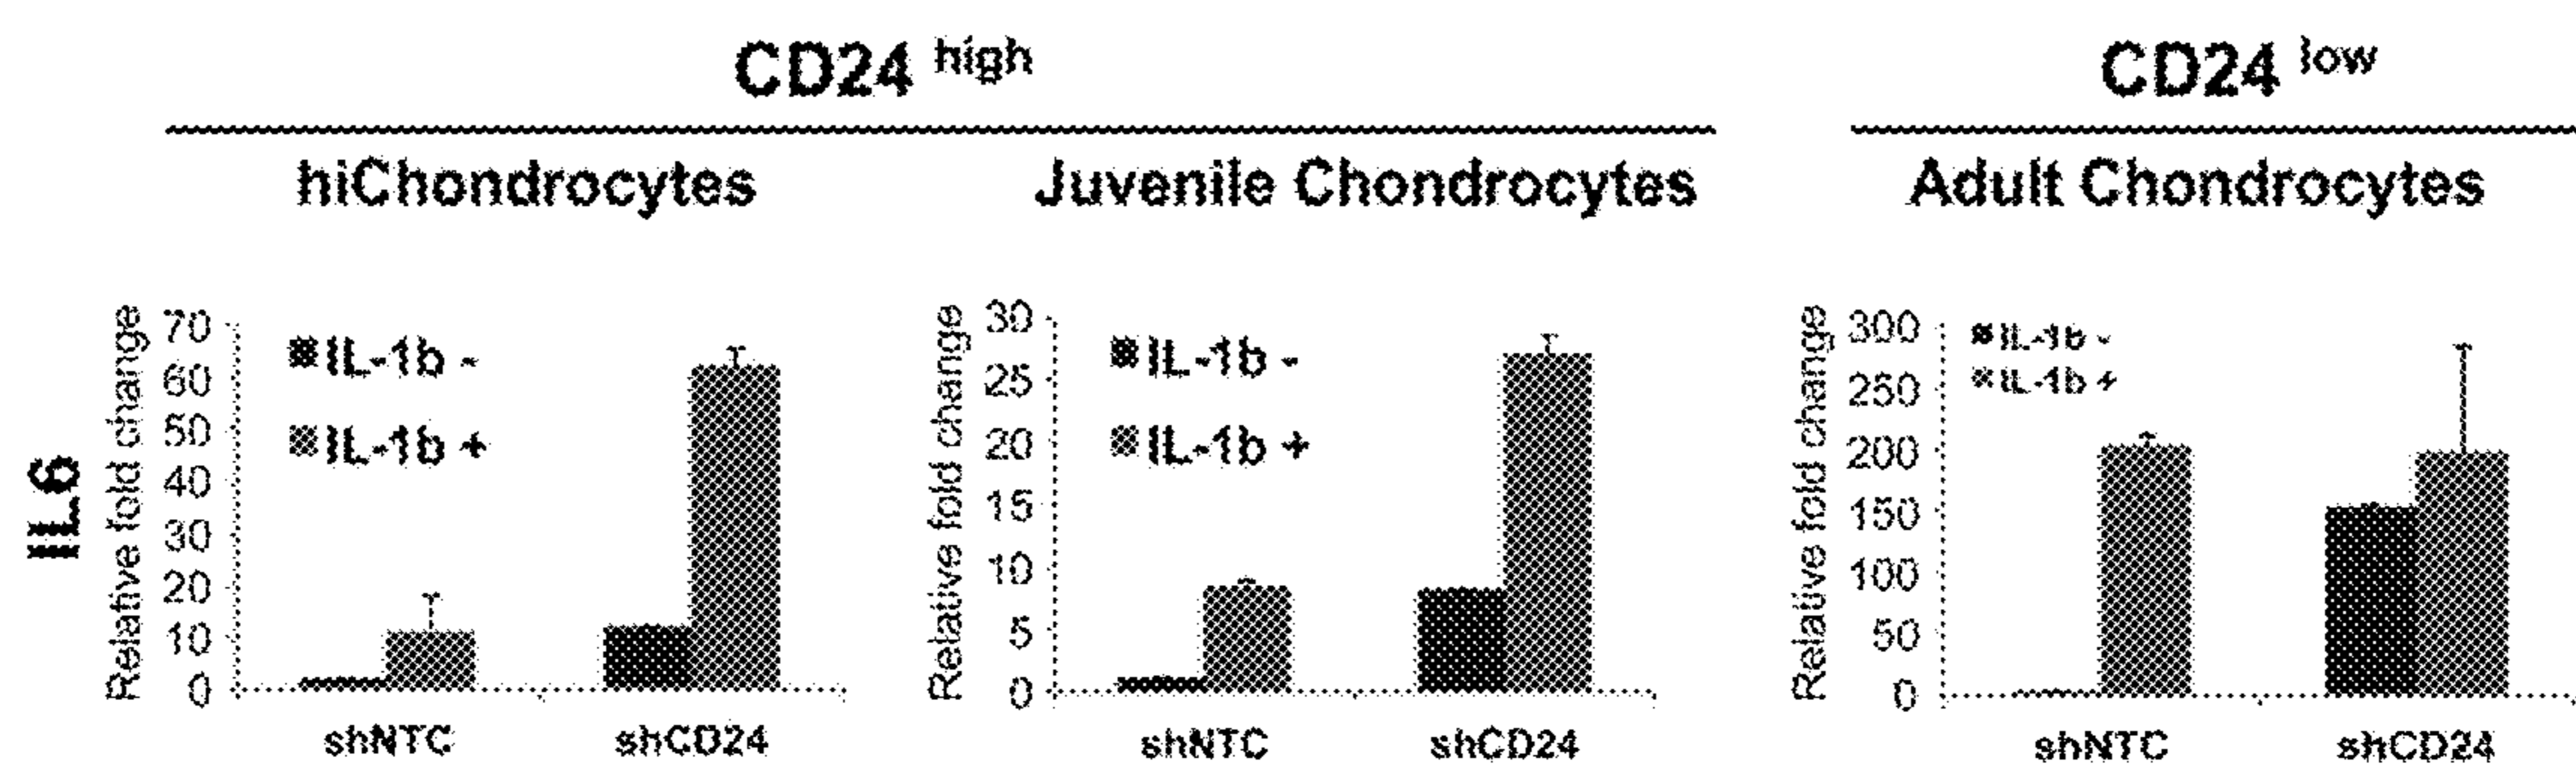 CD24 high
CD24 low
hiChondrocytes
Juvenile Chondrocytes
Adult Chondrocytes
IL6
Relative fold change
70
60
50
40
30
20
10
0
IL-1b -
IL-1b +
shNTC
shCD24
Relative fold change
30
25
20
15
10
5
0
IL-1b -
IL-1b +
shNTC
shCD24
Relative fold change
300
250
200
150
100
50
0
IL-1b -
IL-1b +
shNTC
shCD24